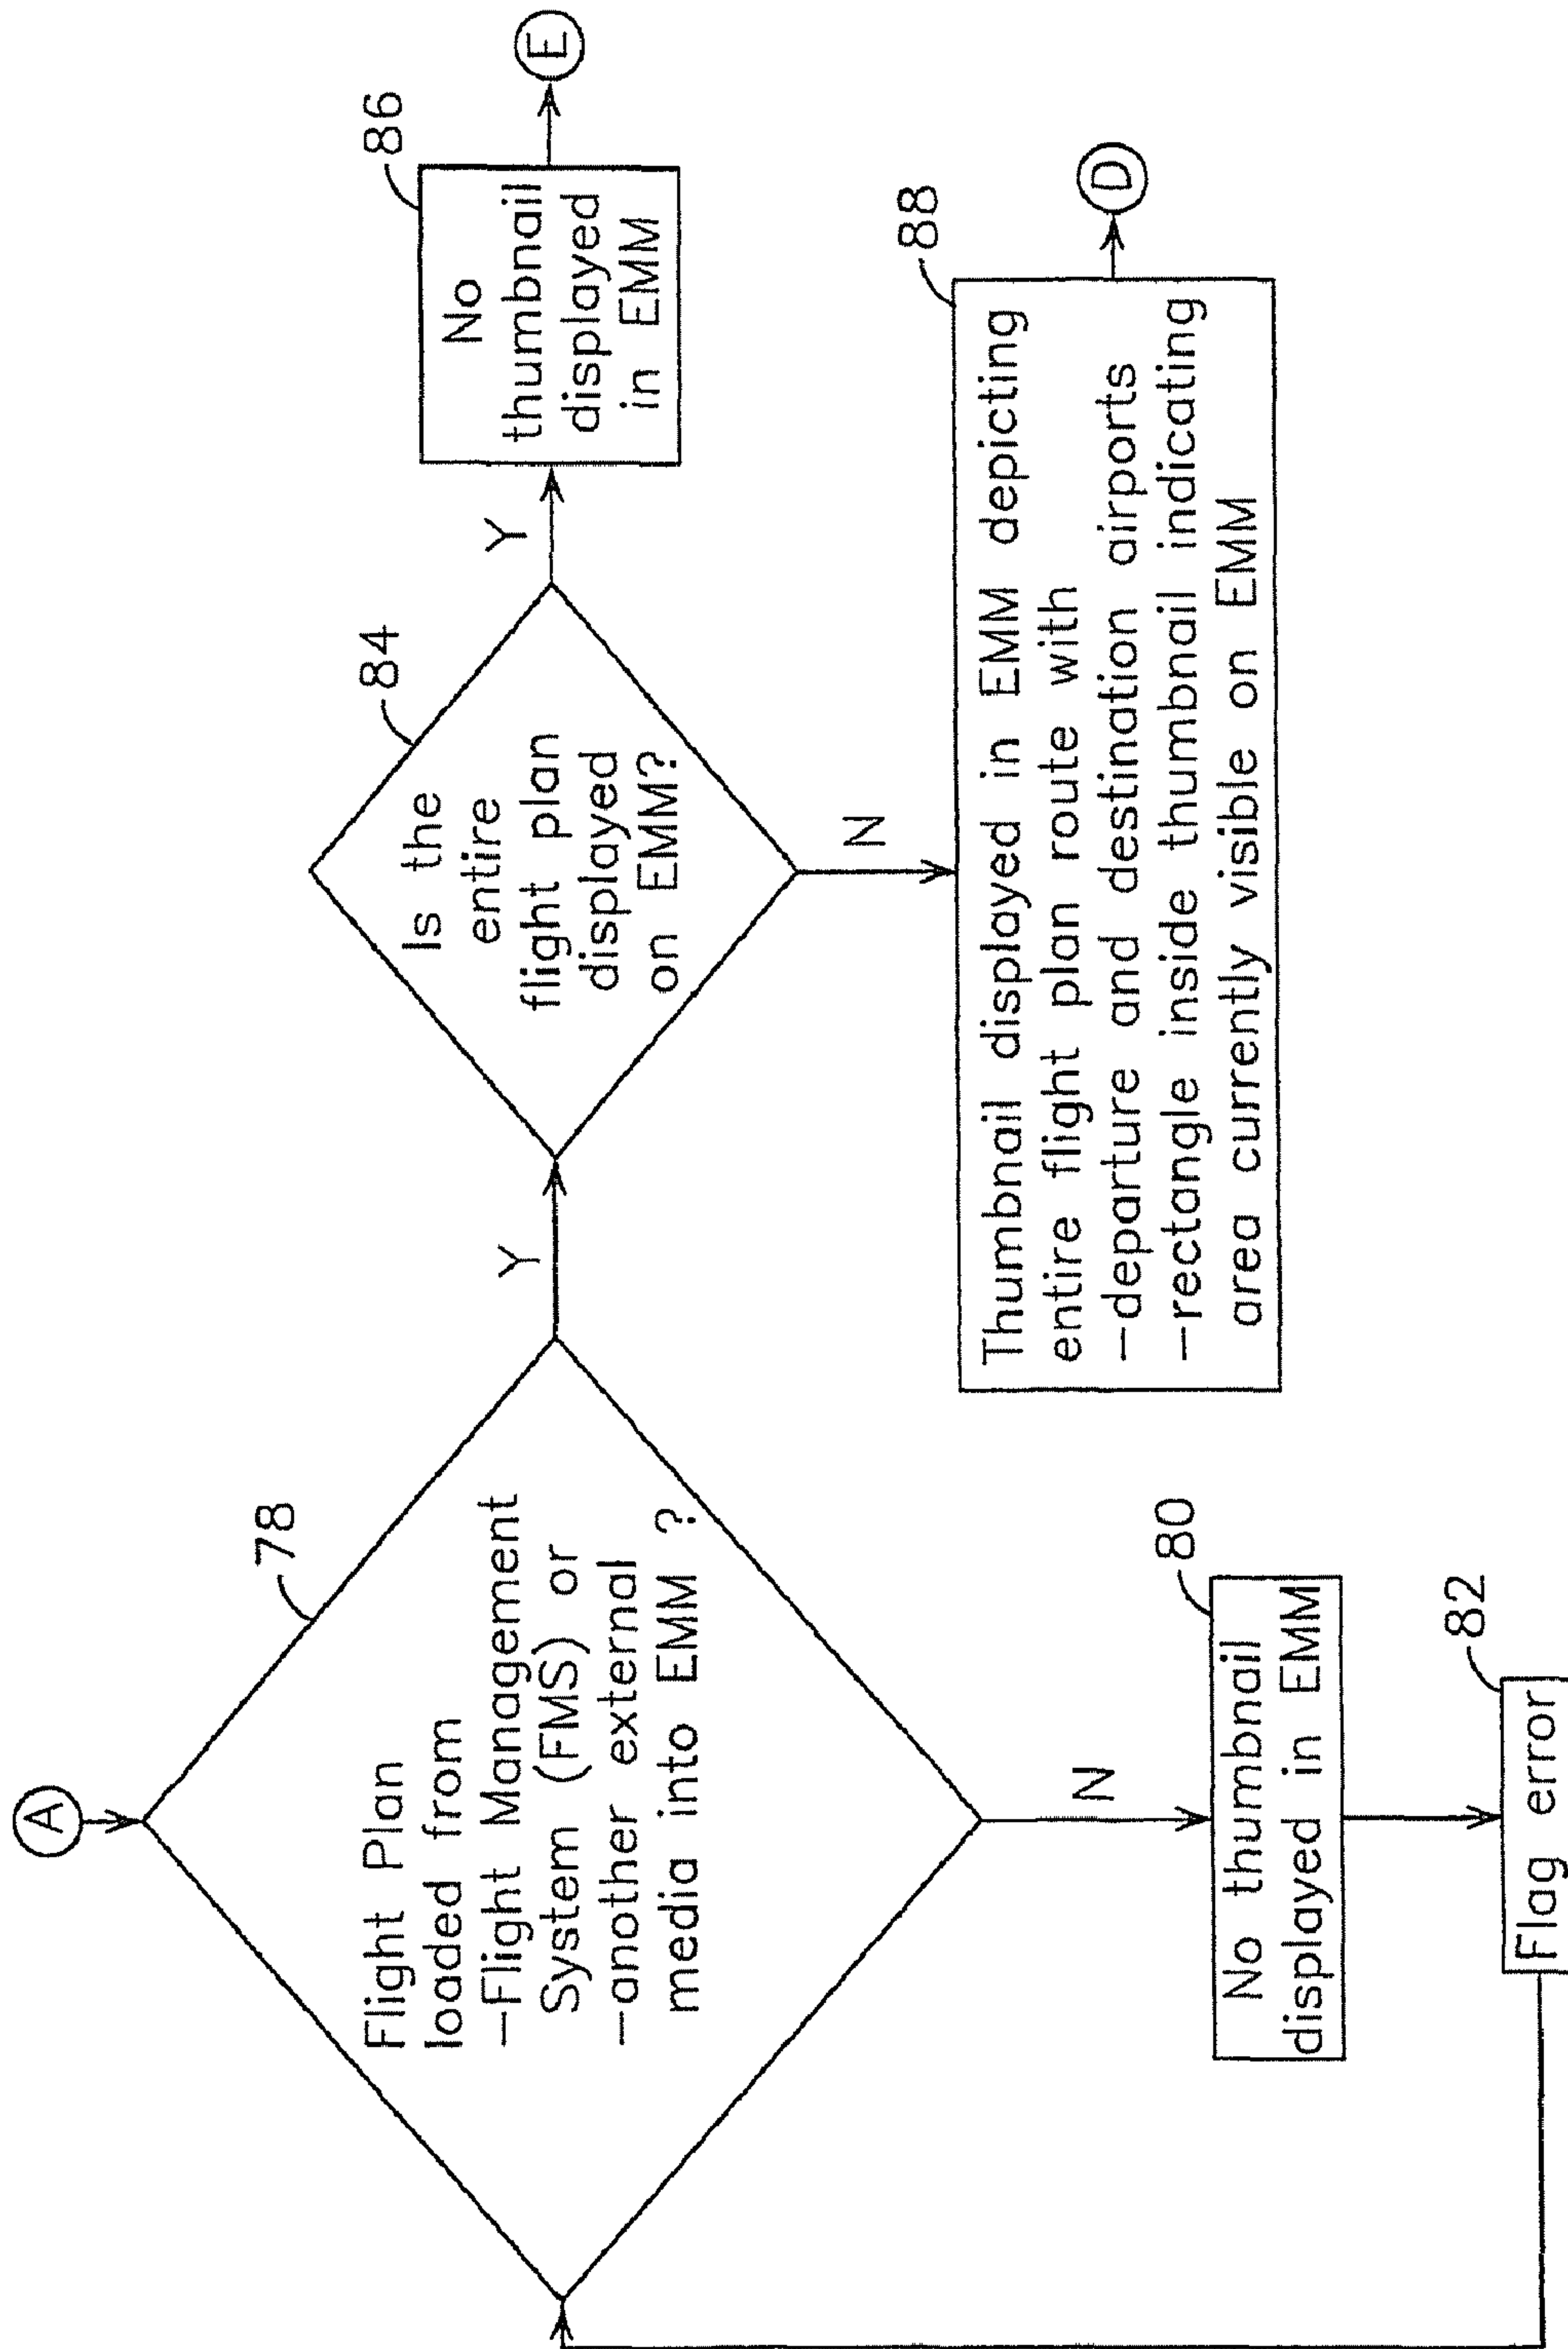 A
78
Flight Plan
loaded from
–Flight Management
System (FMS) or
–another external
media into EMM ?
Y
N
80
No thumbnail
displayed in EMM
82
Flag error
84
Is the
entire
flight plan
displayed
on EMM?
Y
N
86
No
thumbnail
displayed
in EMM
E
88
Thumbnail displayed in EMM depicting
entire flight plan route with
–departure and destination airports
–rectangle inside thumbnail indicating
area currently visible on EMM
D